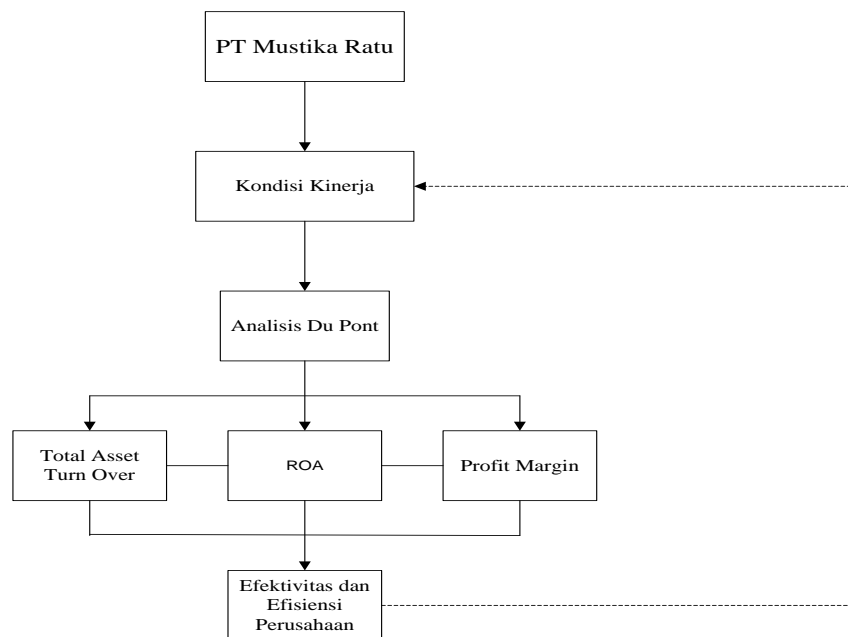 PT Mustika Ratu
Kondisi Kinerja
Analisis Du Pont
Total Asset
Turn Over
ROA
Profit Margin
Efektivitas dan
Efisiensi
Perusahaan